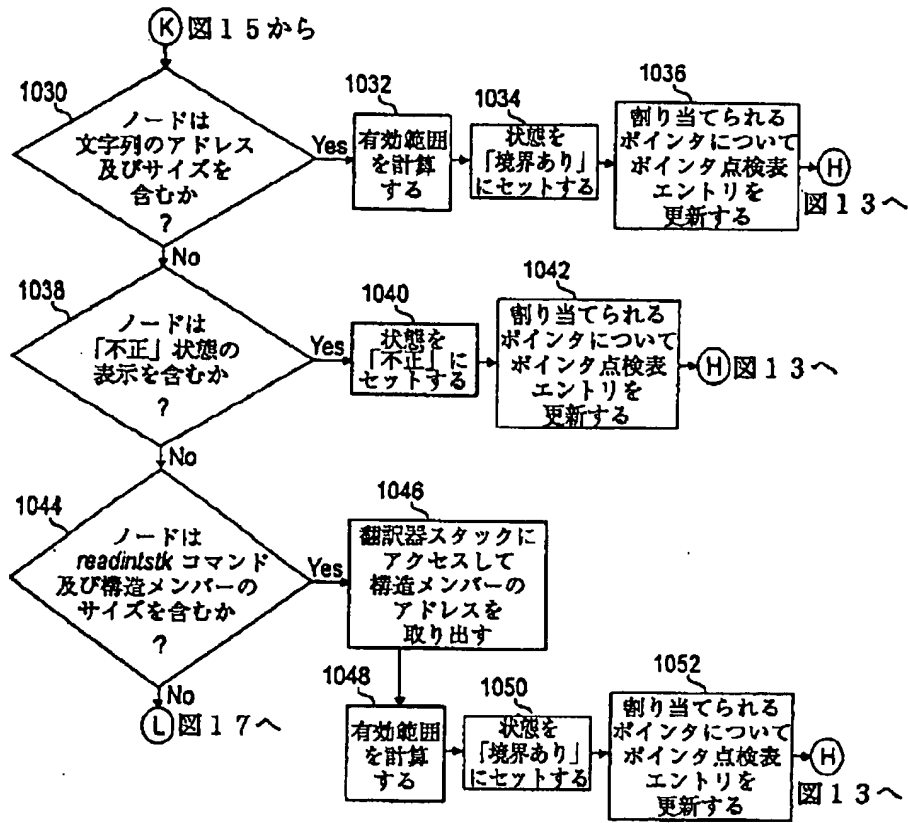 K 図15から
1030
ノードは
文字列のアドレス
及びサイズを
含むか
?
Yes
1032
有効範囲
を計算
する
1034
状態を
「境界あり」
にセットする
1036
割り当てられる
ポインタについて
ポインタ点検表
エントリを
更新する
H
図13へ
No
1038
ノードは
「不正」状態の
表示を含むか
?
Yes
1040
状態を
「不正」に
セットする
1042
割り当てられる
ポインタについて
ポインタ点検表
エントリを
更新する
H 図13へ
No
1044
ノードは
readintstk コマンド
及び構造メンバーの
サイズを含むか
?
Yes
1046
翻訳器スタックに
アクセスして
構造メンバーの
アドレスを
取り出す
No
L 図17へ
1048
有効範囲
を計算
する
1050
状態を
「境界あり」
にセットする
1052
割り当てられる
ポインタについて
ポインタ点検表
エントリを
更新する
H
図13へ